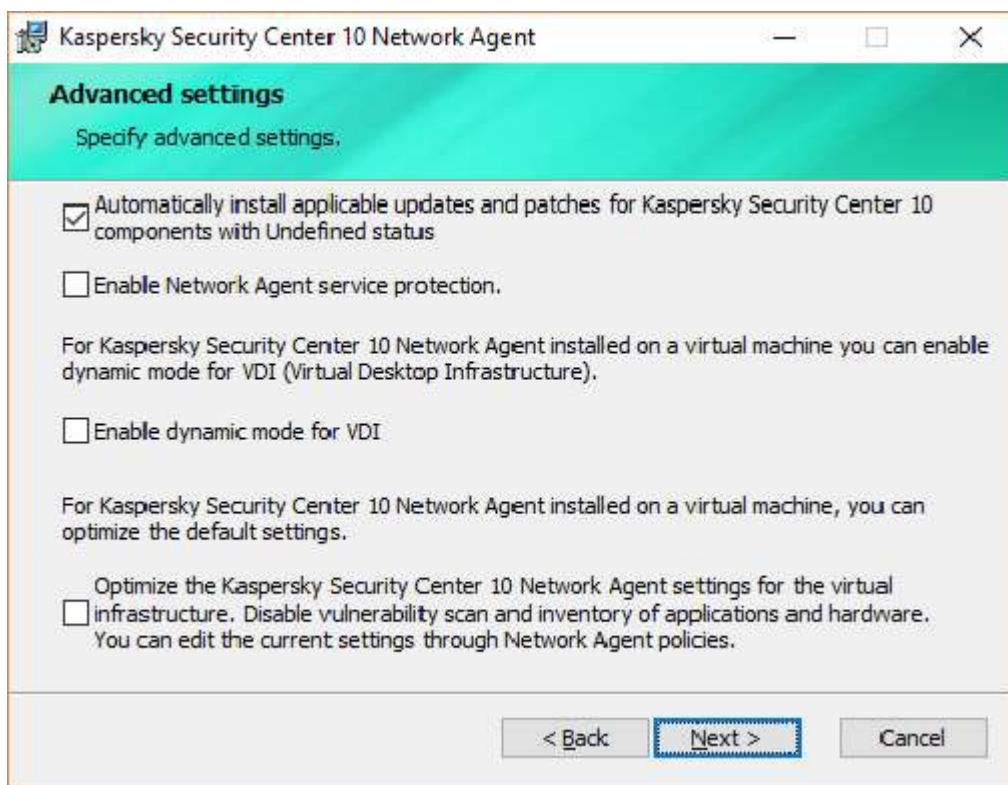 Kaspersky Security Center 10 Network Agent
Advanced settings
Specify advanced settings.
Automatically install applicable updates and patches for Kaspersky Security Center 10
components with Undefined status
Enable Network Agent service protection.
For Kaspersky Security Center 10 Network Agent installed on a virtual machine you can enable
dynamic mode for VDI (Virtual Desktop Infrastructure).
Enable dynamic mode for VDI
For Kaspersky Security Center 10 Network Agent installed on a virtual machine, you can
optimize the default settings.
Optimize the Kaspersky Security Center 10 Network Agent settings for the virtual
infrastructure. Disable vulnerability scan and inventory of applications and hardware.
You can edit the current settings through Network Agent policies.
< Back
Next >
Cancel